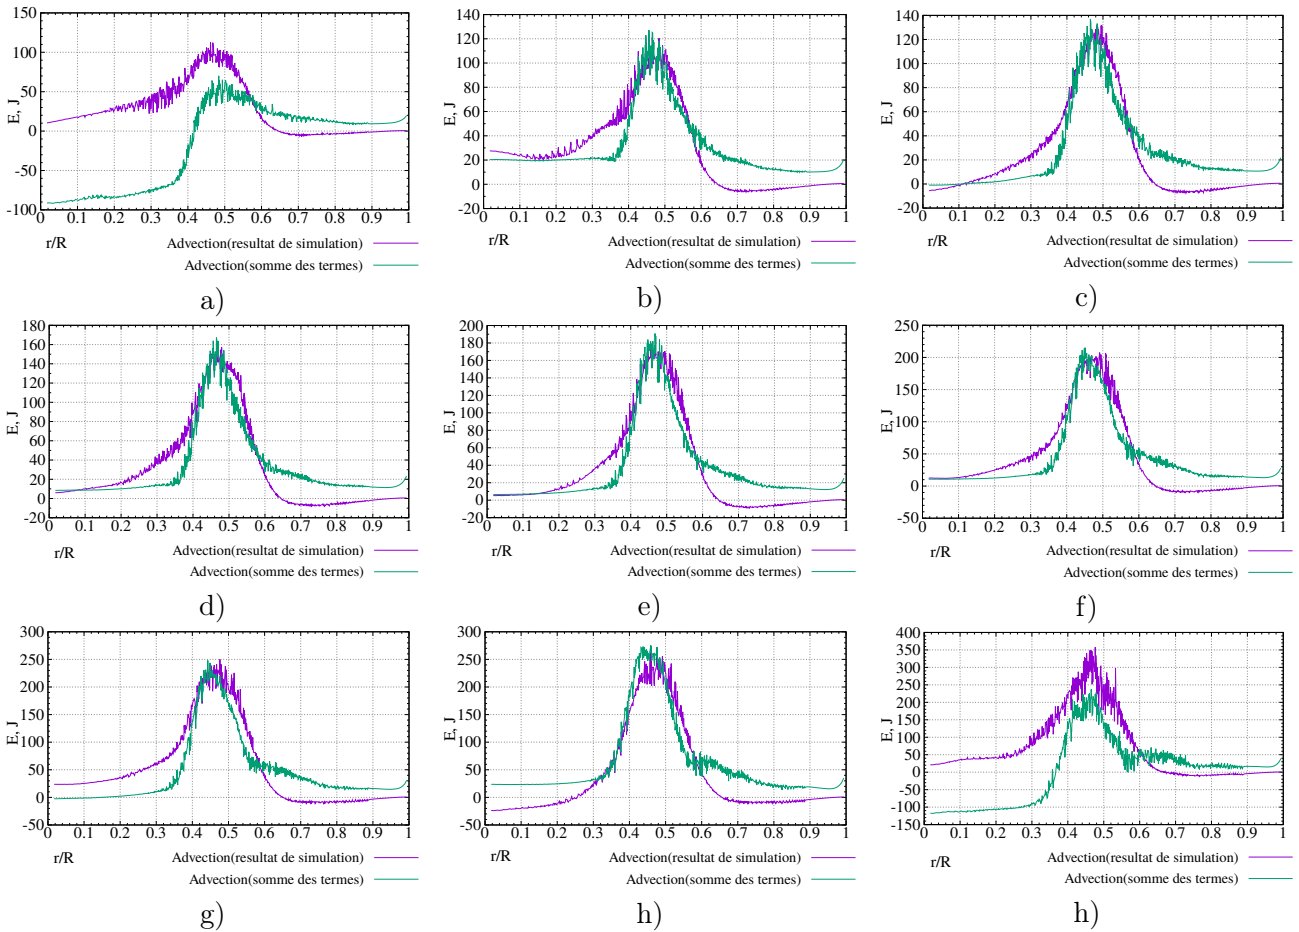 150
100
50
0
-50
-100
E, J
0 0.1 0.2 0.3 0.4 0.5 0.6 0.7 0.8 0.9 1
r/R
Advection(resultat de simulation)
Advection(somme des termes)
a)
140
120
100
80
60
40
20
0
-20
E, J
0 0.1 0.2 0.3 0.4 0.5 0.6 0.7 0.8 0.9 1
r/R
Advection(resultat de simulation)
Advection(somme des termes)
b)
140
120
100
80
60
40
20
0
-20
E, J
0 0.1 0.2 0.3 0.4 0.5 0.6 0.7 0.8 0.9 1
r/R
Advection(resultat de simulation)
Advection(somme des termes)
c)
180
160
140
120
100
80
60
40
20
0
-20
E, J
0 0.1 0.2 0.3 0.4 0.5 0.6 0.7 0.8 0.9 1
r/R
Advection(resultat de simulation)
Advection(somme des termes)
d)
200
180
160
140
120
100
80
60
40
20
0
-20
E, J
0 0.1 0.2 0.3 0.4 0.5 0.6 0.7 0.8 0.9 1
r/R
Advection(resultat de simulation)
Advection(somme des termes)
e)
250
200
150
100
50
0
-50
E, J
0 0.1 0.2 0.3 0.4 0.5 0.6 0.7 0.8 0.9 1
r/R
Advection(resultat de simulation)
Advection(somme des termes)
f)
300
250
200
150
100
50
0
-50
E, J
0 0.1 0.2 0.3 0.4 0.5 0.6 0.7 0.8 0.9 1
r/R
Advection(resultat de simulation)
Advection(somme des termes)
g)
300
250
200
150
100
50
0
-50
E, J
0 0.1 0.2 0.3 0.4 0.5 0.6 0.7 0.8 0.9 1
r/R
Advection(resultat de simulation)
Advection(somme des termes)
h)
400
350
300
250
200
150
100
50
0
-50
-100
-150
E, J
0 0.1 0.2 0.3 0.4 0.5 0.6 0.7 0.8 0.9 1
r/R
Advection(resultat de simulation)
Advection(somme des termes)
h)